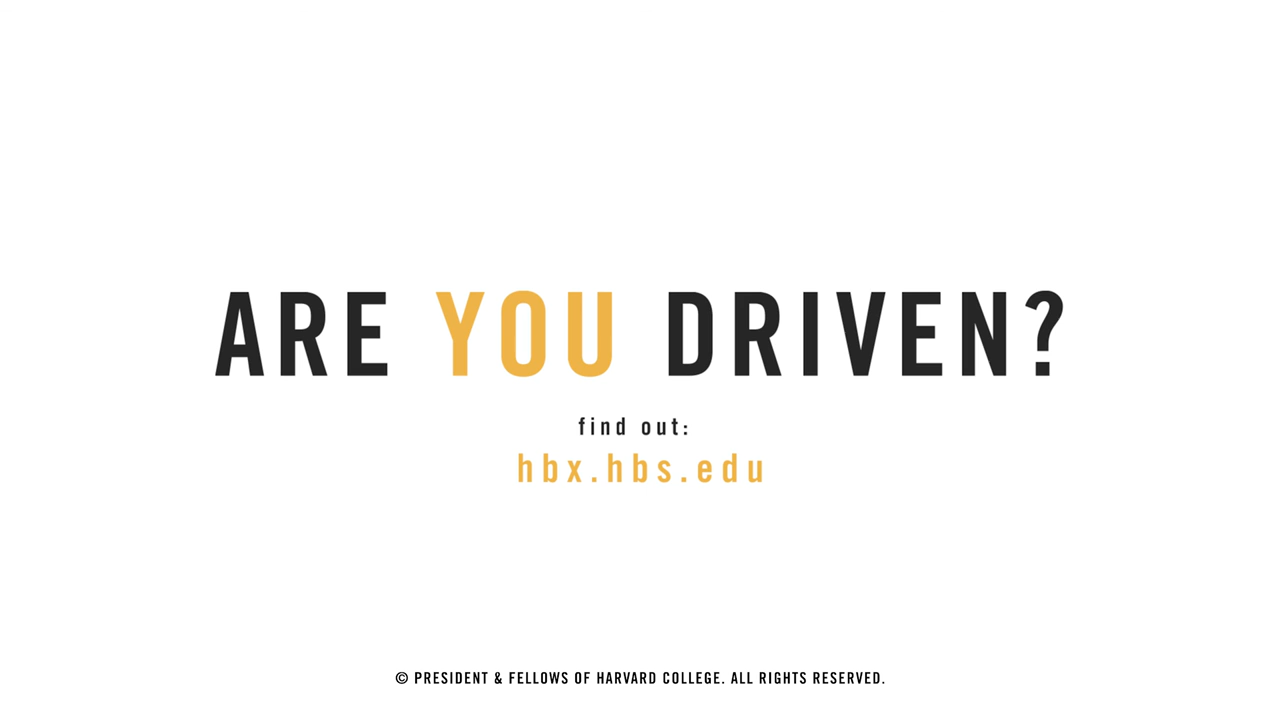 ARE YOU DRIVEN?
find out:
hbx.hbs.edu
© PRESIDENT & FELLOWS OF HARVARD COLLEGE. ALL RIGHTS RESERVED.